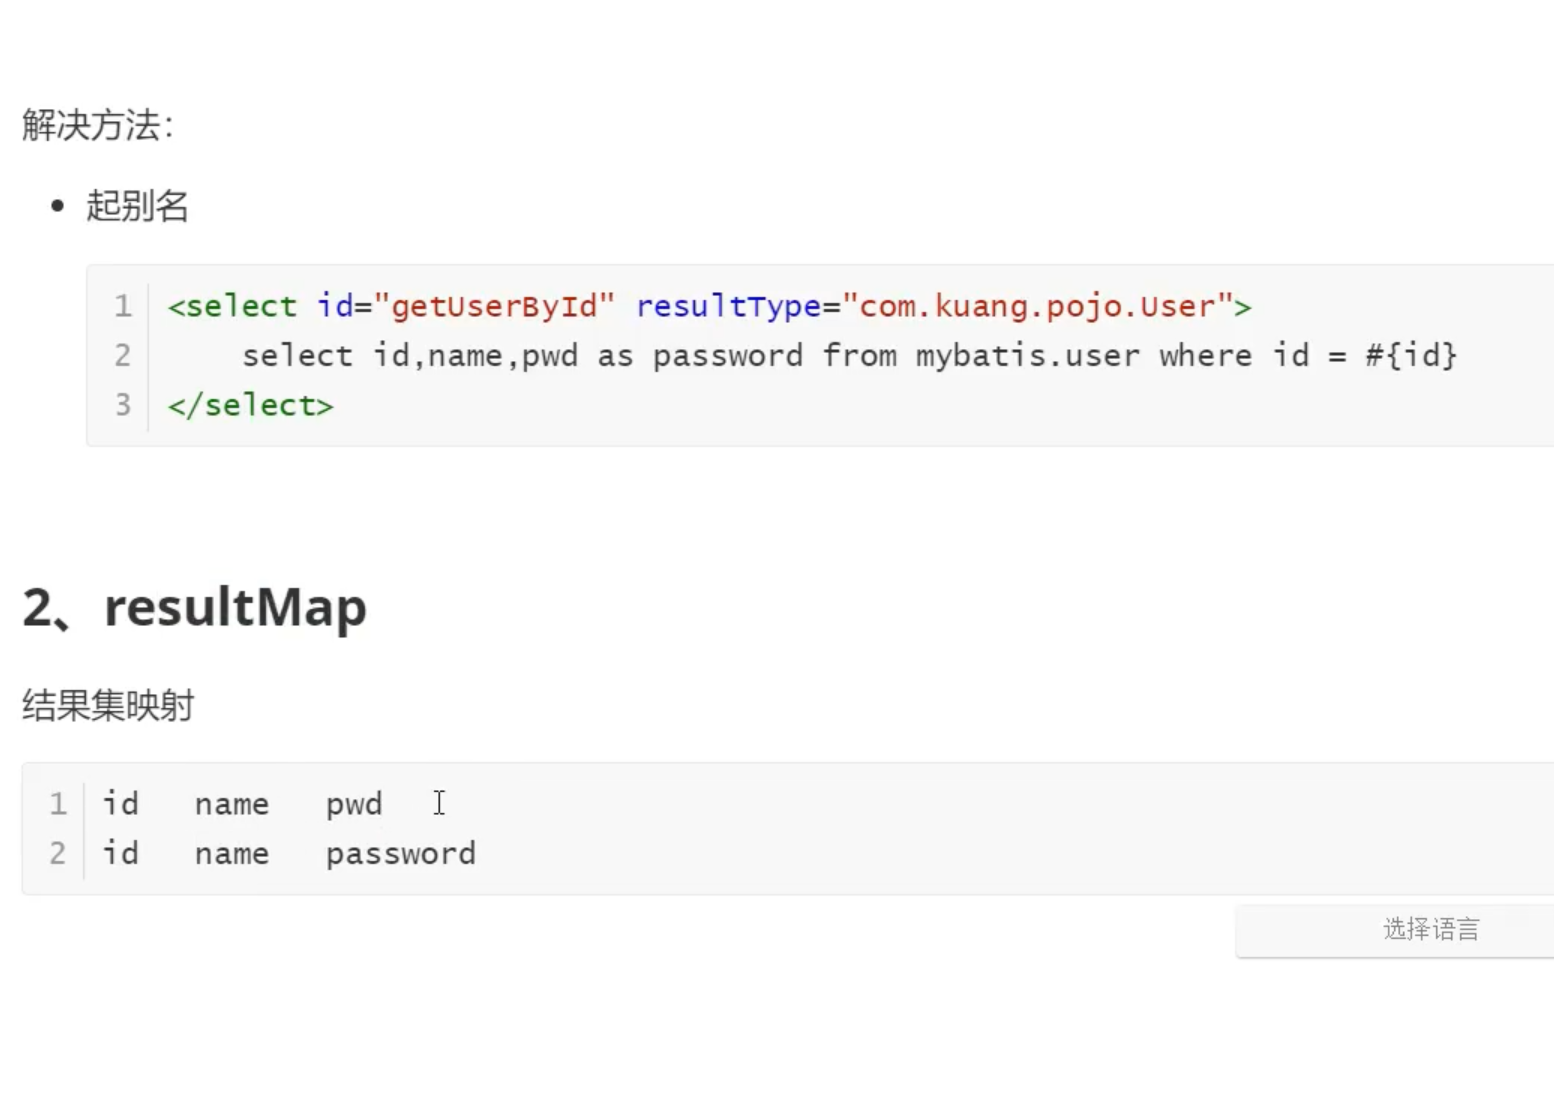 解决方法：
• 起别名
1 <select id="getUserById" resultType="com.kuang.pojo.User">
2     select id,name,pwd as password from mybatis.user where id = #{id}
3 </select>
2、resultMap
结果集映射
1 id   name   pwd
2 id   name   password
选择语言